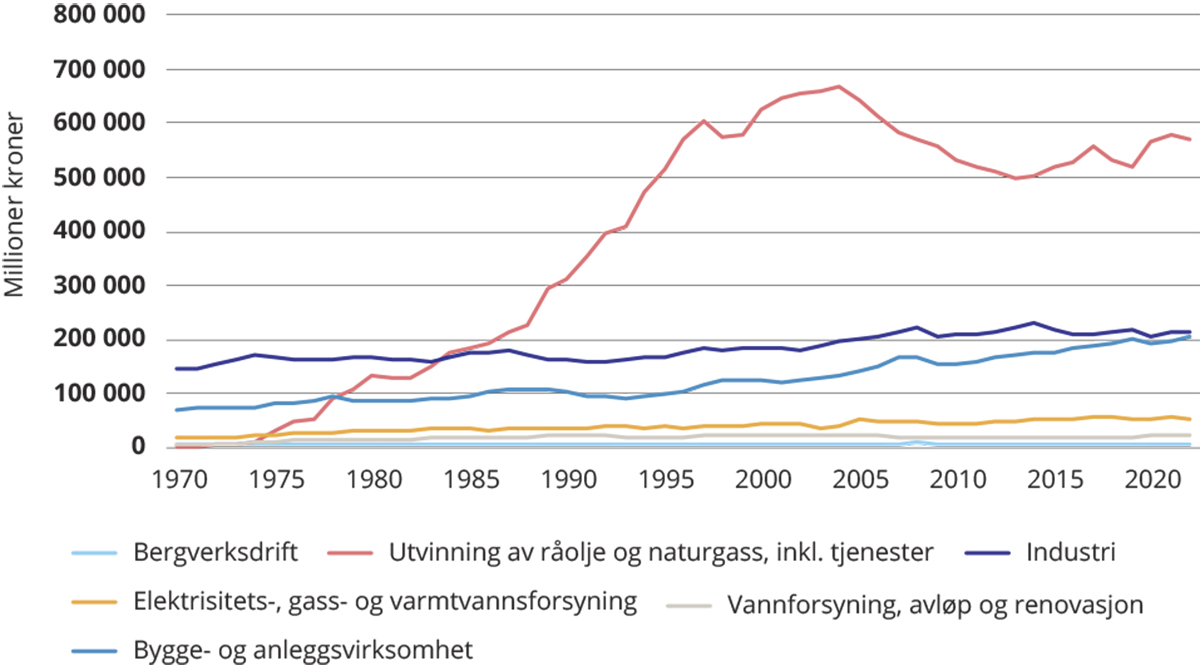 800 000
700 000
600 000
500 000
400 000
300 000
200 000
100 000
0
Millioner kroner
1970 1975 1980 1985 1990 1995 2000 2005 2010 2015 2020
Bergverksdrift Utvinning av råolje og naturgass, inkl. tjenester Industri
Elektrisitets-, gass- og varmtvannsforsyning Vannforsyning, avløp og renovasjon
Bygge- og anleggsvirksomhet